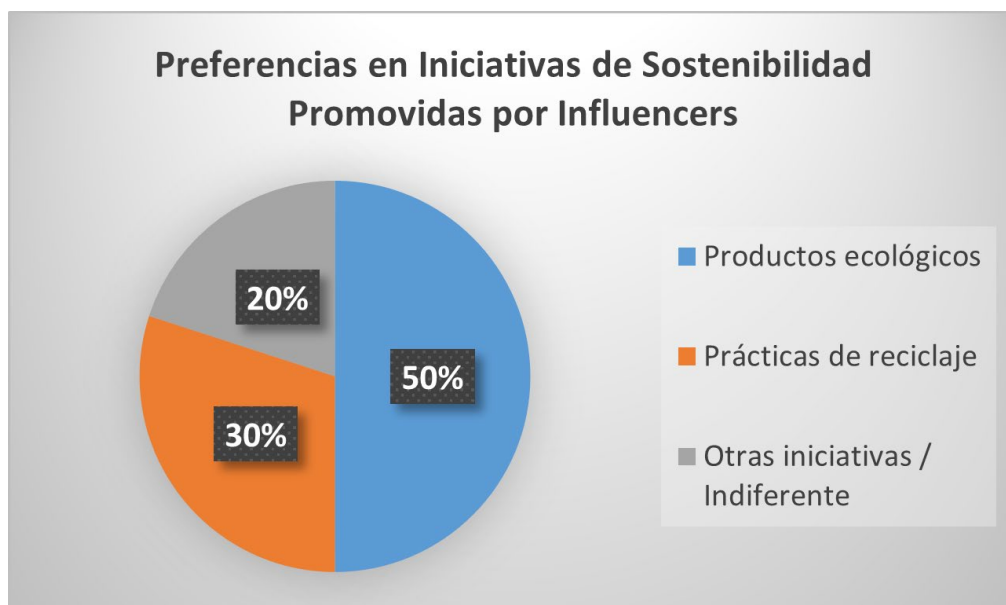 Preferencias en Iniciativas de Sostenibilidad
Promovidas por Influencers
20%
50%
30%
Productos ecológicos
Prácticas de reciclaje
Otras iniciativas /
Indiferente